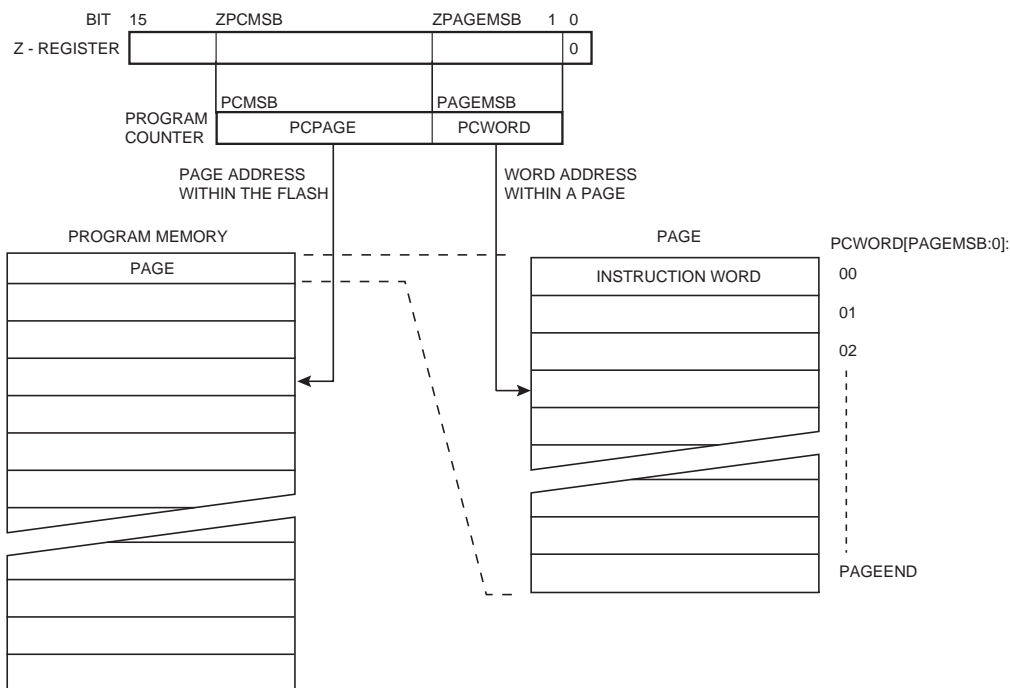 BIT 15 ZPCMSB ZPAGEMSB 1 0
Z - REGISTER 0
PCMSB PAGEMSB
PROGRAM
COUNTER
PCPAGE PCWORD
PAGE ADDRESS
WITHIN THE FLASH
WORD ADDRESS
WITHIN A PAGE
PROGRAM MEMORY
PAGE
PAGE
PCWORD[PAGEMSB:0]:
INSTRUCTION WORD
00
01
02
PAGEEND